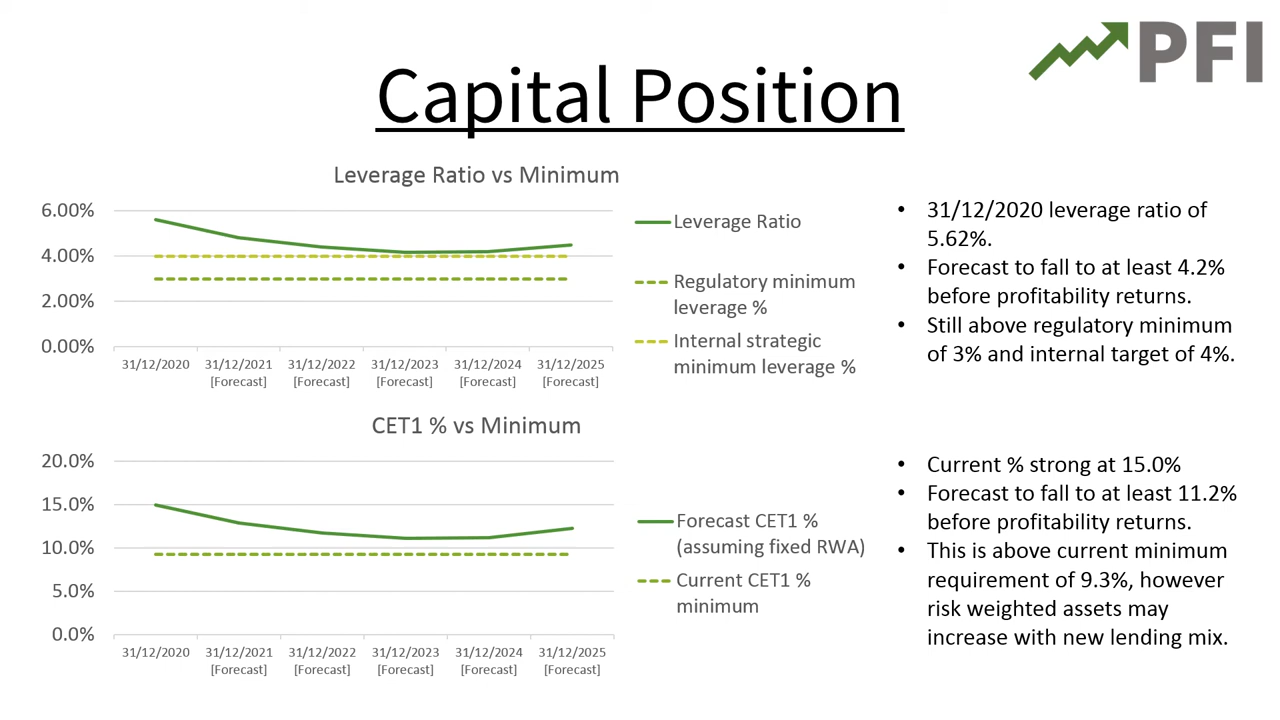 PFI
Capital Position
Leverage Ratio vs Minimum
6.00%
4.00%
2.00%
0.00%
31/12/2020
31/12/2021
[Forecast]
31/12/2022
[Forecast]
31/12/2023
[Forecast]
31/12/2024
[Forecast]
31/12/2025
[Forecast]
Leverage Ratio
Regulatory minimum
leverage %
Internal strategic
minimum leverage %
• 31/12/2020 leverage ratio of
5.62%.
• Forecast to fall to at least 4.2%
before profitability returns.
• Still above regulatory minimum
of 3% and internal target of 4%.
CET1 % vs Minimum
20.0%
15.0%
10.0%
5.0%
0.0%
31/12/2020
31/12/2021
[Forecast]
31/12/2022
[Forecast]
31/12/2023
[Forecast]
31/12/2024
[Forecast]
31/12/2025
[Forecast]
Forecast CET1 %
(assuming fixed RWA)
Current CET1 %
minimum
• Current % strong at 15.0%
• Forecast to fall to at least 11.2%
before profitability returns.
• This is above current minimum
requirement of 9.3%, however
risk weighted assets may
increase with new lending mix.